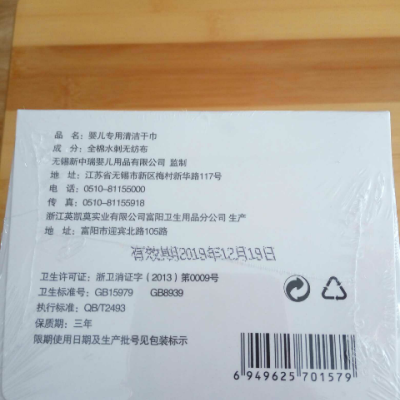 品 名：婴儿专用清洁干巾
成 分：全棉水刺无纺布
无锡新中瑞婴儿用品有限公司 监制
地 址：江苏省无锡市新区梅村新华路117号
电 话：0510-81155000
传 真：0510-81155918
浙江英凯莫实业有限公司富阳卫生用品分公司 生产
地 址：富阳市迎宾北路105路
有效期2019年12月19日
卫生许可证：浙卫消证字（2013）第0009号
卫生标准号：GB15979 GB8939
执行标准：QB/T2493
保质期：三年
限期使用日期及生产批号见包装标示
6 949625 701579